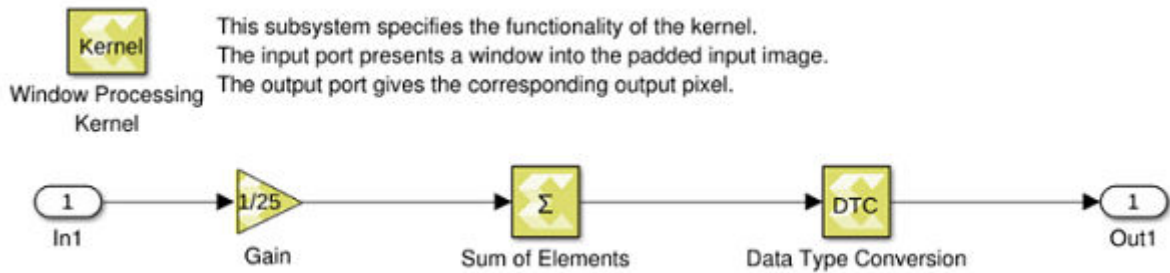 Kernel
Window Processing
Kernel
This subsystem specifies the functionality of the kernel.
The input port presents a window into the padded input image.
The output port gives the corresponding output pixel.
1
In1
1/25
Gain
Σ
Sum of Elements
DTC
Data Type Conversion
1
Out1